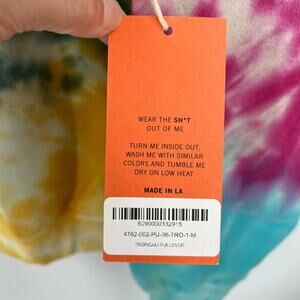 WEAR THE SH*T
OUT OF ME
TURN ME INSIDE OUT,
WASH ME WITH SIMILAR
COLORS AND TUMBLE ME
DRY ON LOW HEAT
MADE IN LA
6090000332915
4782-002-PU-36-TRO-1-M
TROPICALI PULLOVER